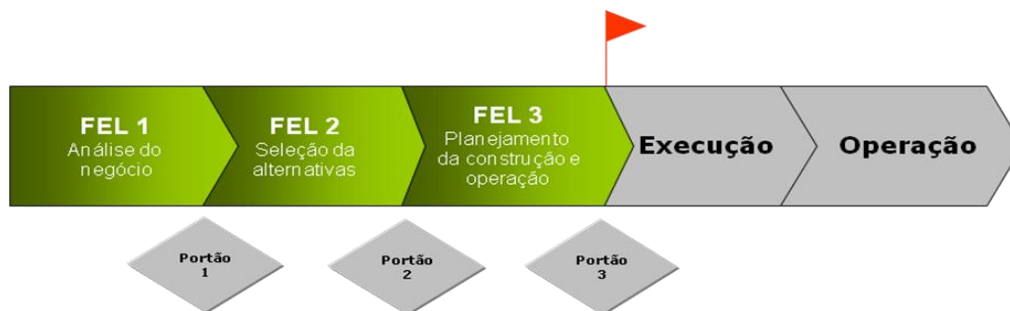 FEL 1
Análise do
negócio
FEL 2
Seleção da
alternativas
FEL 3
Planejamento
da construção e
operação
Execução
Operação
Portão
1
Portão
2
Portão
3